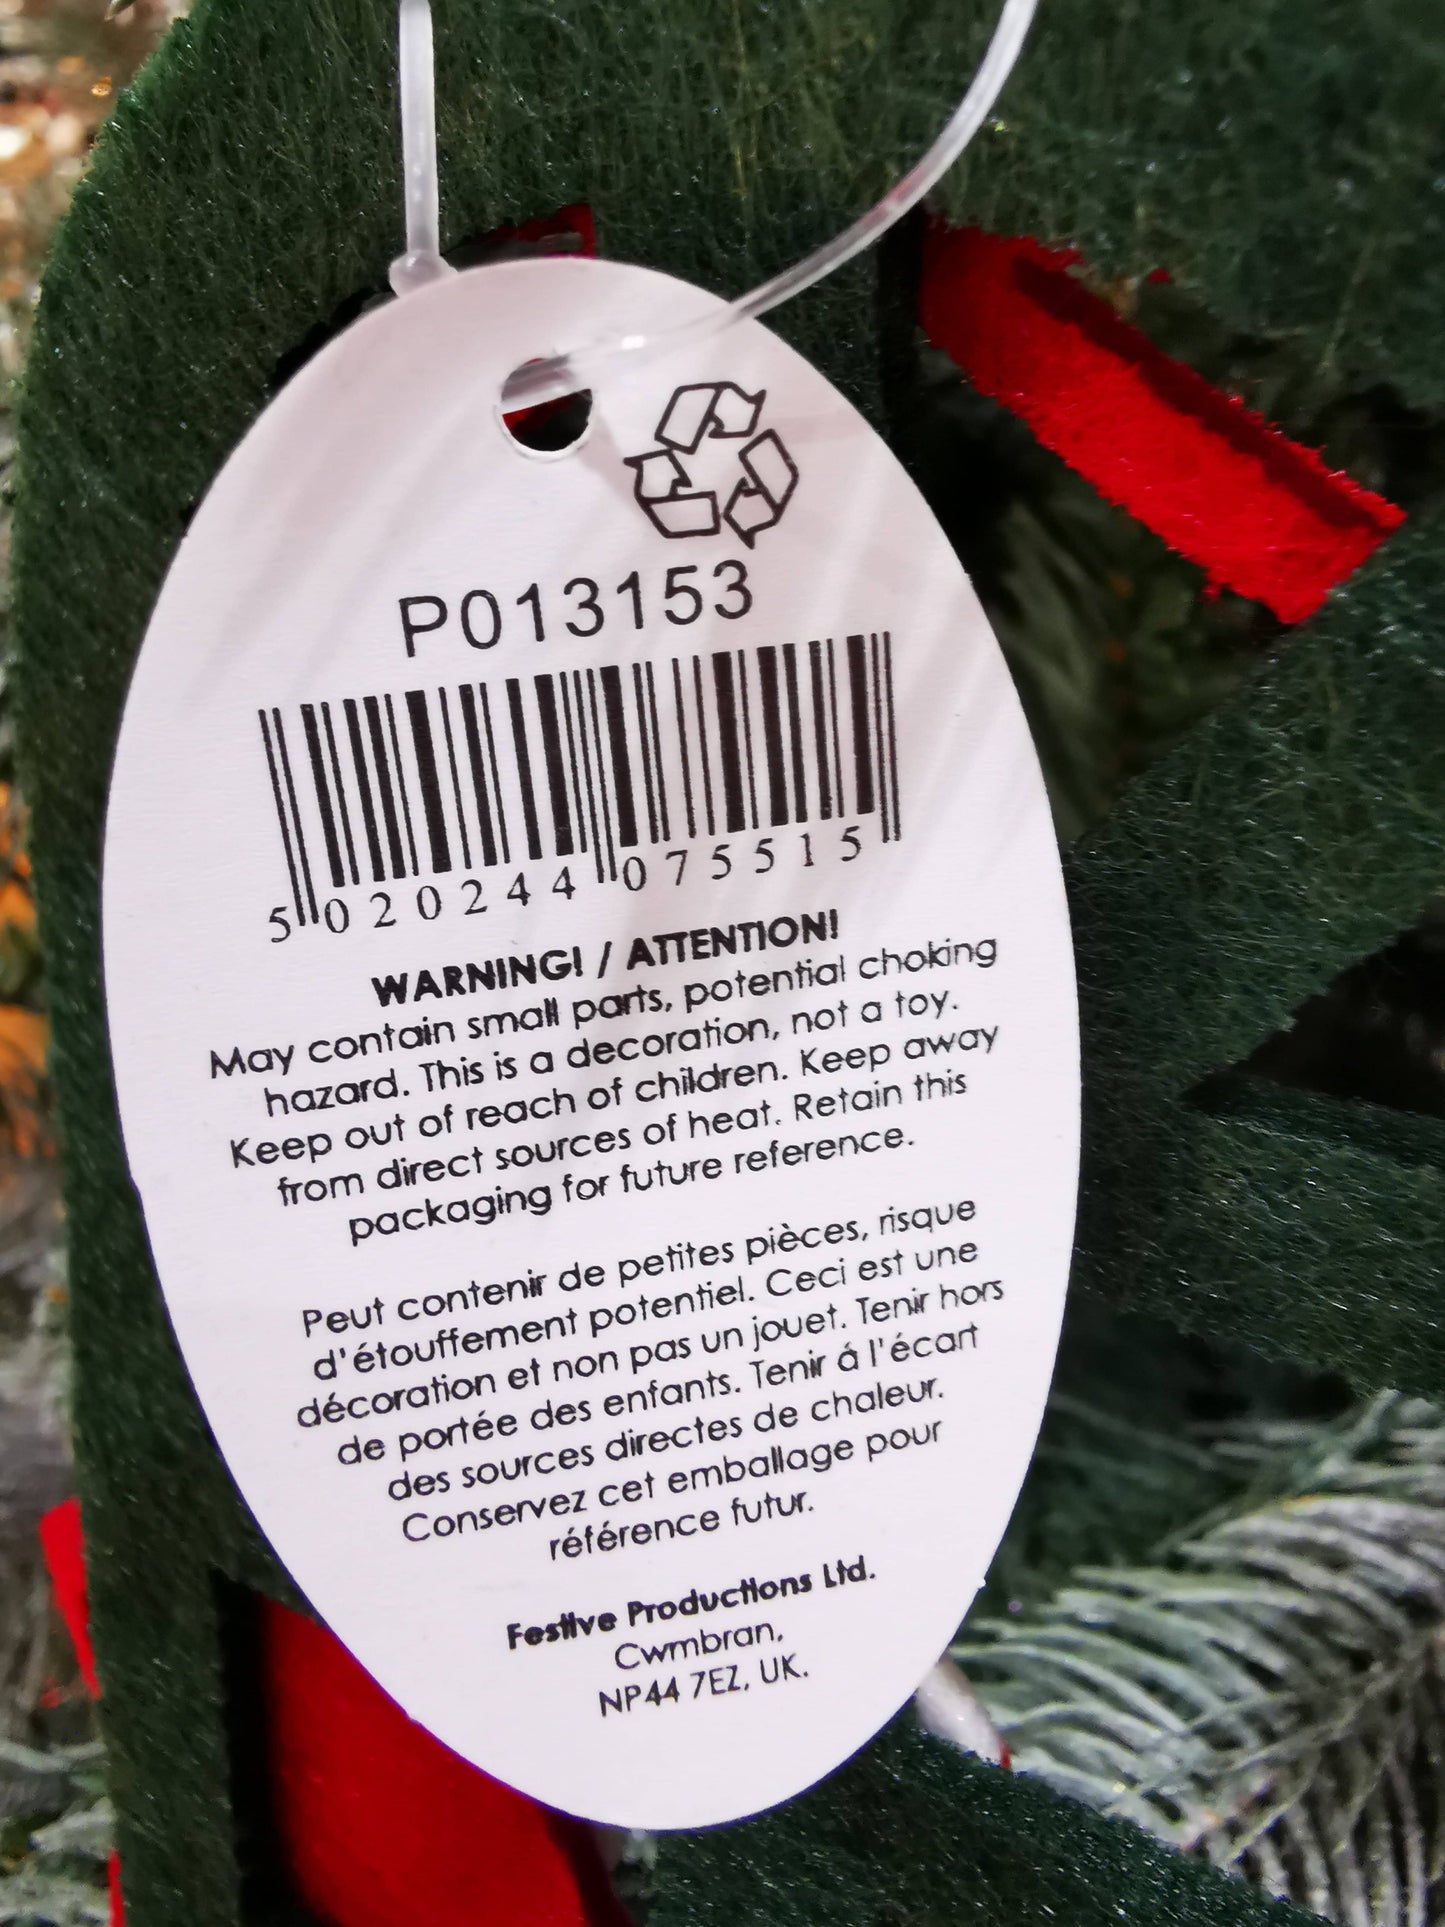 P013153
5 020244 075515
WARNING! / ATTENTION!
May contain small parts, potential choking
hazard. This is a decoration, not a toy.
Keep out of reach of children. Keep away
from direct sources of heat. Retain this
packaging for future reference.
Peut contenir de petites pièces, risque
d'étouffement potentiel. Ceci est une
décoration et non pas un jouet. Tenir hors
de portée des enfants. Tenir á l'écart
des sources directes de chaleur.
Conservez cet emballage pour
référence futur.
Festive Productions Ltd.
Cwmbran,
NP44 7EZ, UK.